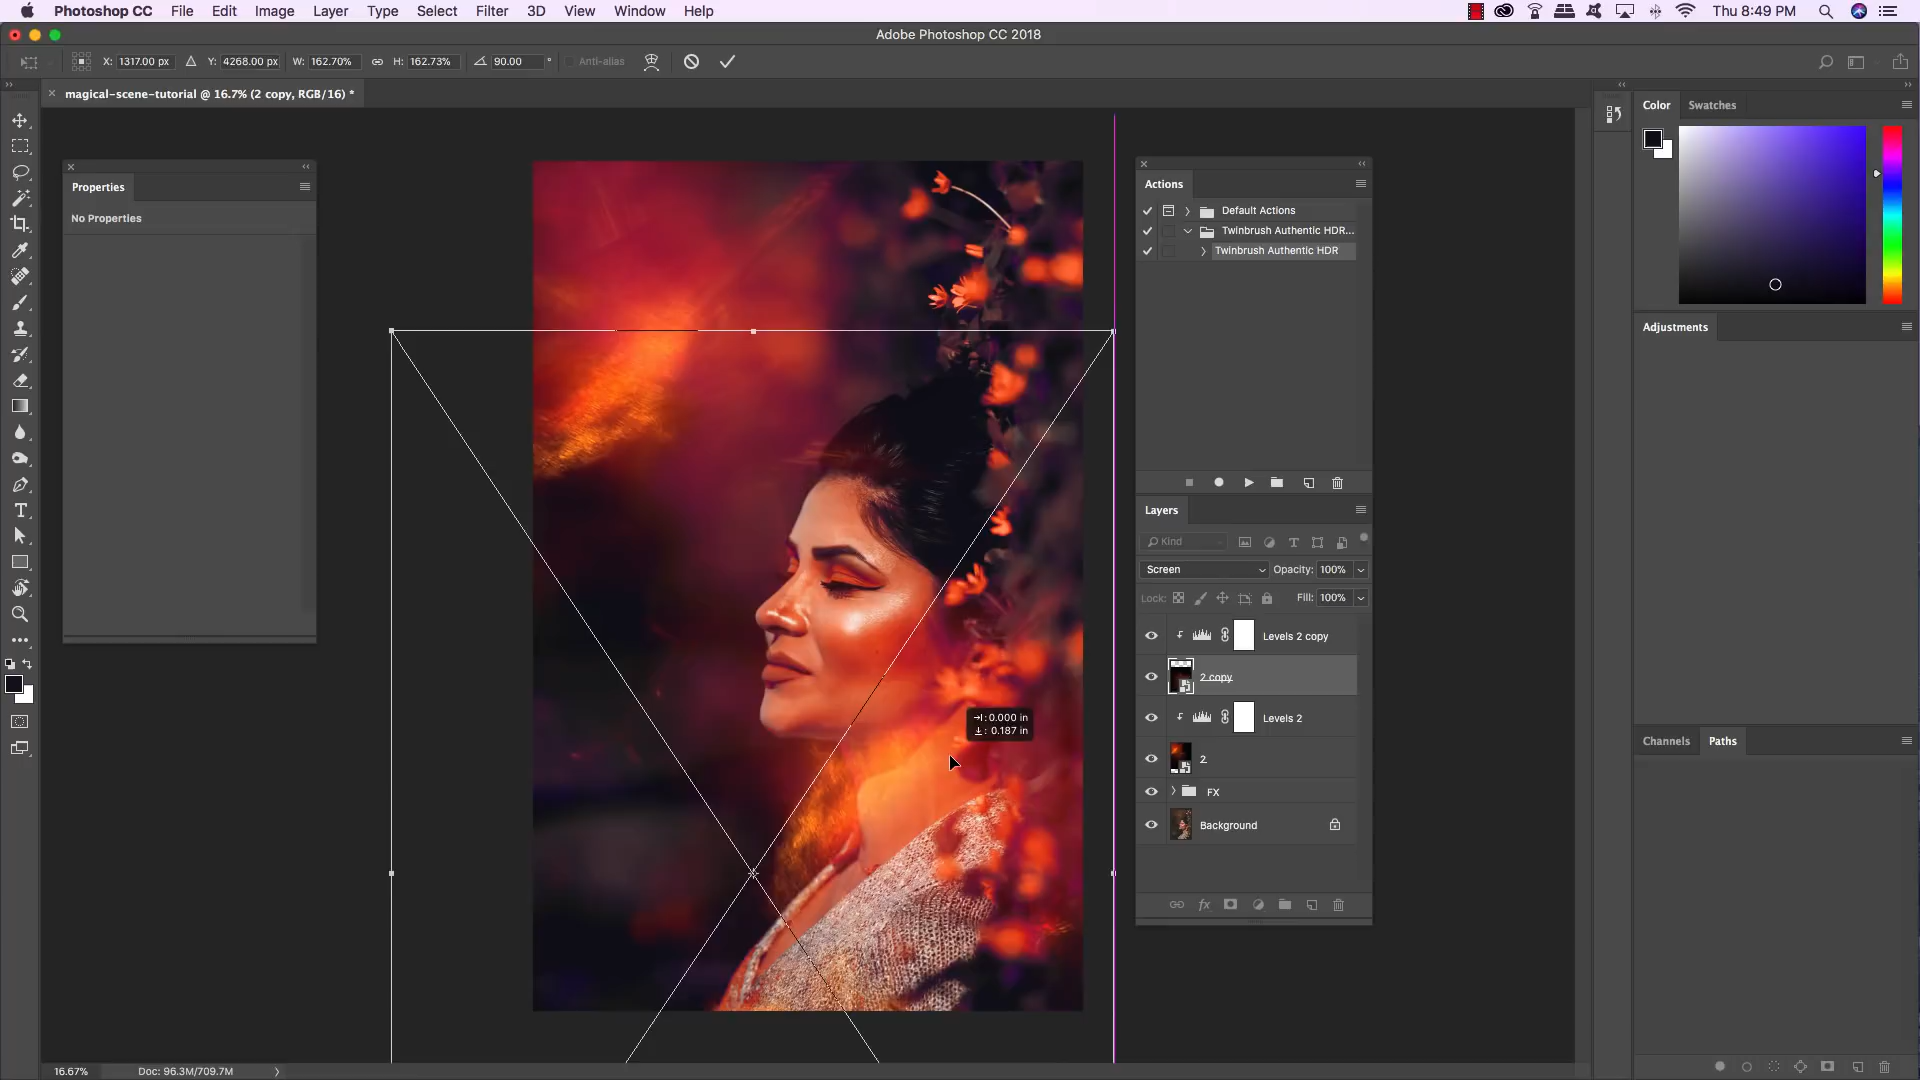 Photoshop CC File Edit Image Layer Type Select Filter 3D View Window Help Thu 8:49 PM
Adobe Photoshop CC 2018
X: 1317.00 px Y: 4268.00 px W: 162.70% H: 162.73% 90.00 ° Anti-alias
magical-scene-tutorial @ 16.7% (2 copy, RGB/16) *
Properties
No Properties
Actions
Default Actions
Twinbrush Authentic HDR...
Twinbrush Authentic HDR
Layers
Kind
Screen Opacity: 100%
Lock: Fill: 100%
Levels 2 copy
2 copy
Levels 2
2
FX
Background
: 0.000 in
: 0.187 in
Color Swatches
Adjustments
Channels Paths
16.67% Doc: 96.3M/709.7M